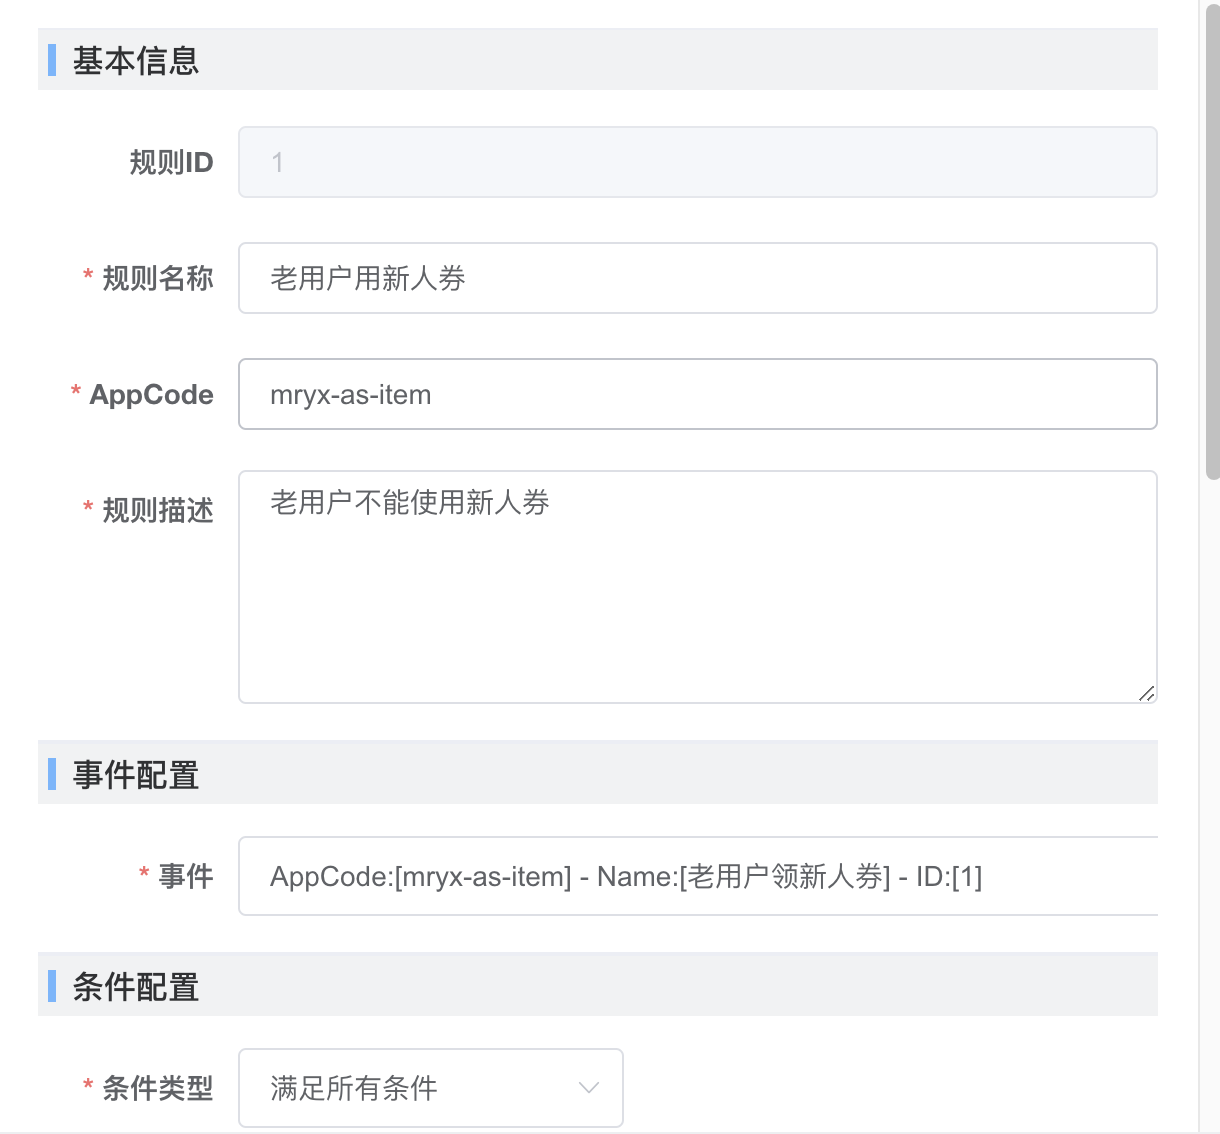 基本信息
规则ID
1
* 规则名称
老用户用新人券
* AppCode
mryx-as-item
* 规则描述
老用户不能使用新人券
事件配置
* 事件
AppCode:[mryx-as-item] - Name:[老用户领新人券] - ID:[1]
条件配置
* 条件类型
满足所有条件